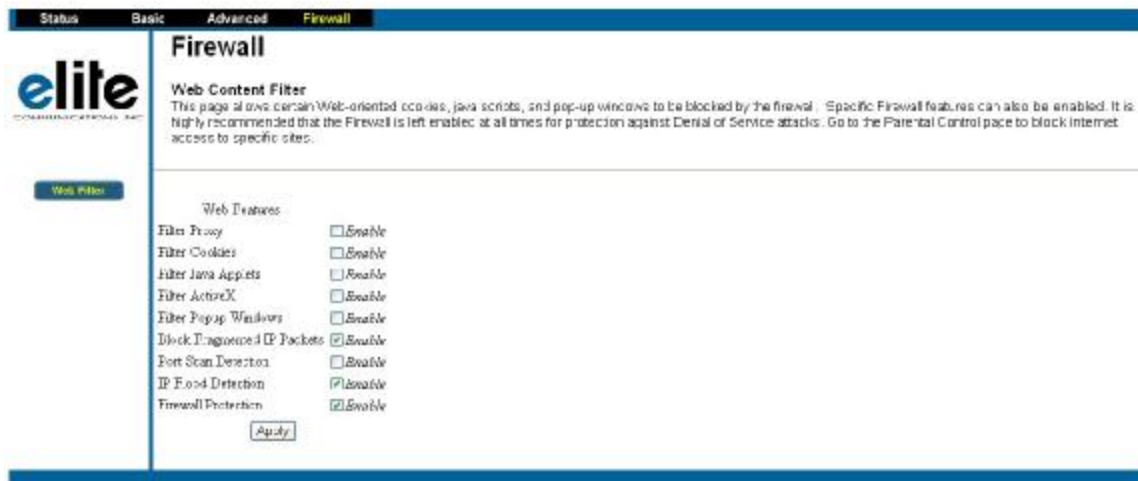 Status Basic Advanced Firewall
Firewall
elite
COMMUNICATIONS INC
Web Content Filter
This page allows certain Web-oriented cookies, java scripts, and pop-up windows to be blocked by the firewall. Specific Firewall features can also be enabled. It is
highly recommended that the Firewall is left enabled at all times for protection against Denial of Service attacks. Go to the Parental Control page to block internet
access to specific sites.
Web Filter
Web Features
Filter Proxy Enable
Filter Cookies Enable
Filter Java Applets Enable
Filter ActiveX Enable
Filter Popup Windows Enable
Block Fragmented IP Packets Enable
Port Scan Detection Enable
IP Flood Detection Enable
Firewall Protection Enable
Apply